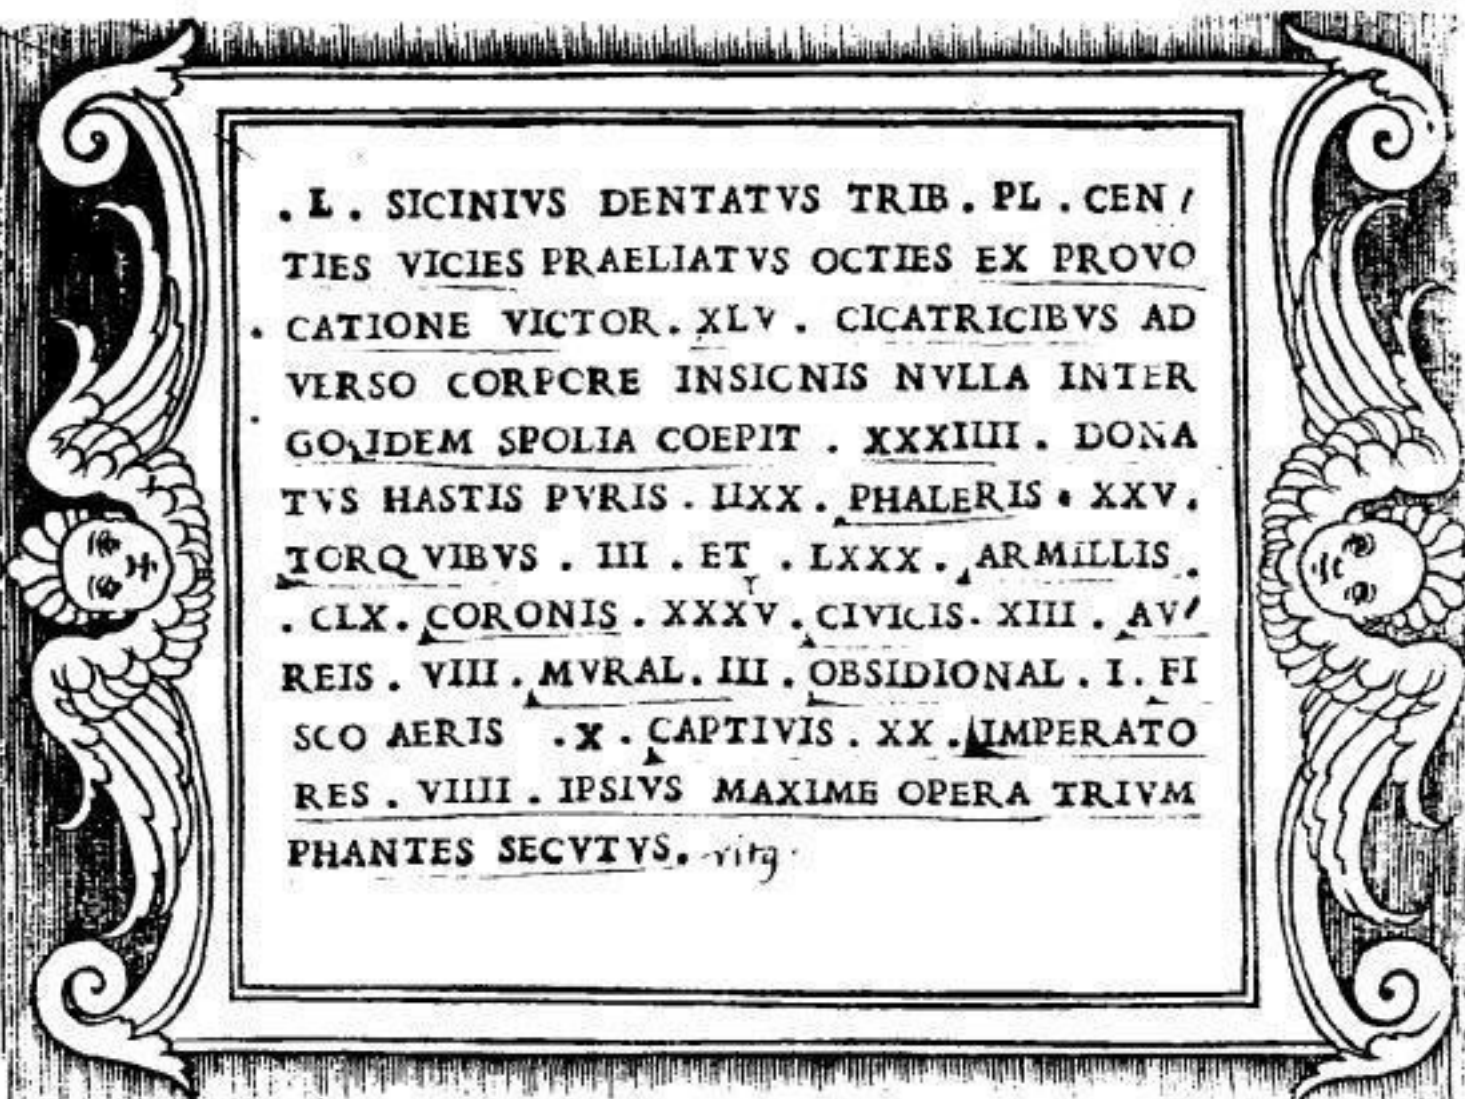 . L . SICINIVS DENTATVS TRIB . PL . CEN/
TIES VICIES PRAELIATVS OCTIES EX PROVO
. CATIONE VICTOR . XLV . CICATRICIBVS AD
VERSO CORPORE INSIGNIS NVLLA INTER
GO IDEM SPOLIA COEPIT . XXXIIII . DONA
TVS HASTIS PVRIS . IIXX . PHALERIS . XXV .
TORQVIBVS . III . ET . LXXX . ARMILLIS .
. CLX . CORONIS . XXXV . CIVICIS . XIII . AV/
REIS . VIII . MVRAL . III . OBSIDIONAL . I . FI
SCO AERIS . X . CAPTIVIS . XX . IMPERATO
RES . VIIII . IPSIVS MAXIME OPERA TRIVM
PHANTES SECVTVS .